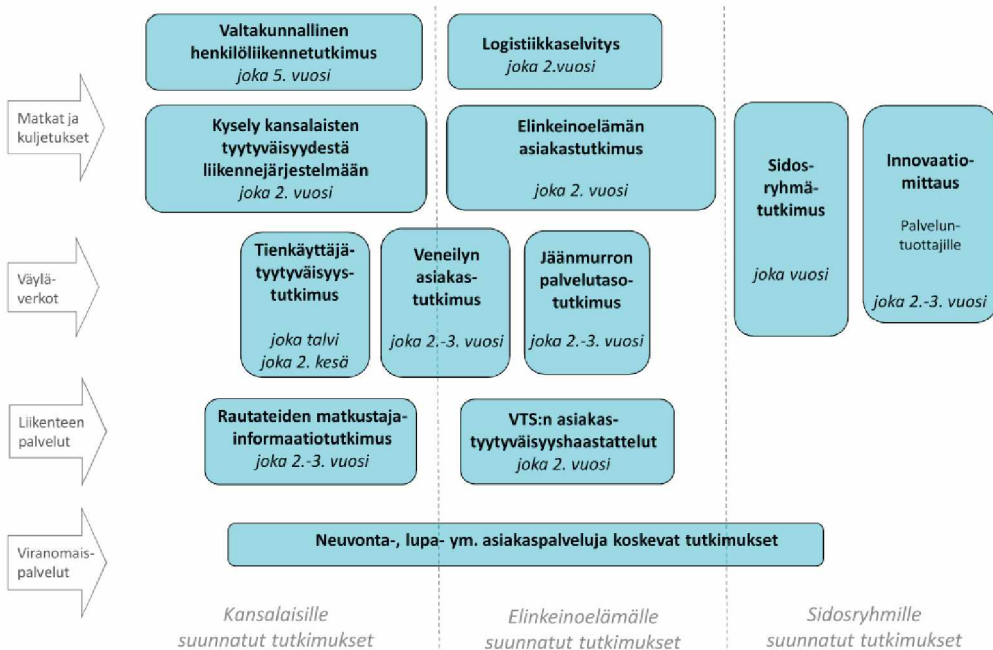 Valtakunnallinen
henkilöliikennetutkimus
joka 5. vuosi
Logistiikkaselvitys
joka 2.vuosi
Matkat ja
kuljetukset
Kysely kansalaisten
tyytyväisyydestä
liikennejärjestelmään
joka 2. vuosi
Elinkeinoelämän
asiakastutkimus
joka 2. vuosi
Sidos-
ryhmä-
tutkimus
joka vuosi
Innovaatio-
mittaus
Palvelun-
tuottajille
joka 2.-3. vuosi
Väylä-
verkot
Tienkäyttäjä-
tyytyväisyys-
tutkimus
joka talvi
joka 2. kesä
Veneilyn
asiakas-
tutkimus
joka 2.-3. vuosi
Jäänmurron
palvelutaso-
tutkimus
joka 2.-3. vuosi
Liikenteen
palvelut
Rautateiden matkustaja-
informaatiotutkimus
joka 2.-3. vuosi
VTS:n asiakas-
tyytyväisyyshaastattelut
joka 2. vuosi
Viranomais-
palvelut
Neuvonta-, lupa- ym. asiakaspalveluja koskevat tutkimukset
Kansalaisille
suunnatut tutkimukset
Elinkeinoelämälle
suunnatut tutkimukset
Sidosryhmille
suunnatut tutkimukset